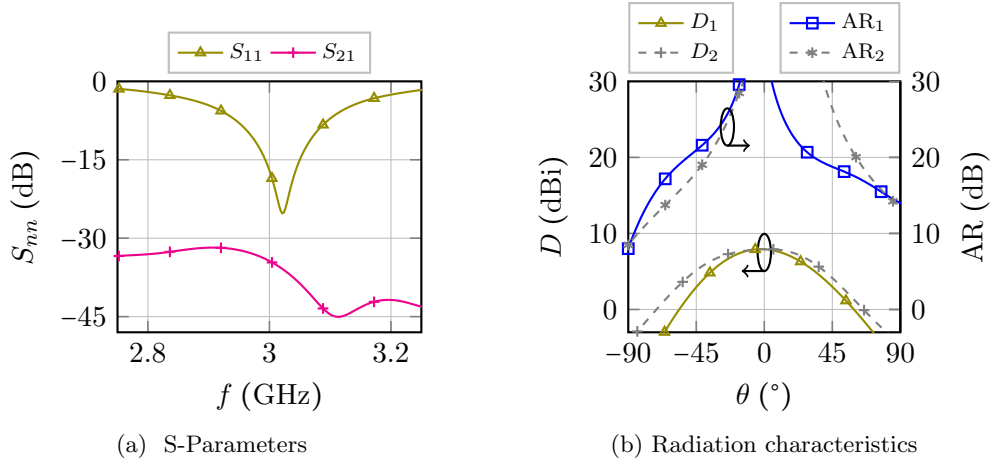 S11 S21
0
−15
−30
−45
Snn (dB)
2.8 3 3.2
f (GHz)
(a) S-Parameters
D1
D2
AR1
AR2
30
20
10
0
D (dBi)
30
20
10
0
AR (dB)
−90 −45 0 45 90
θ (°)
(b) Radiation characteristics